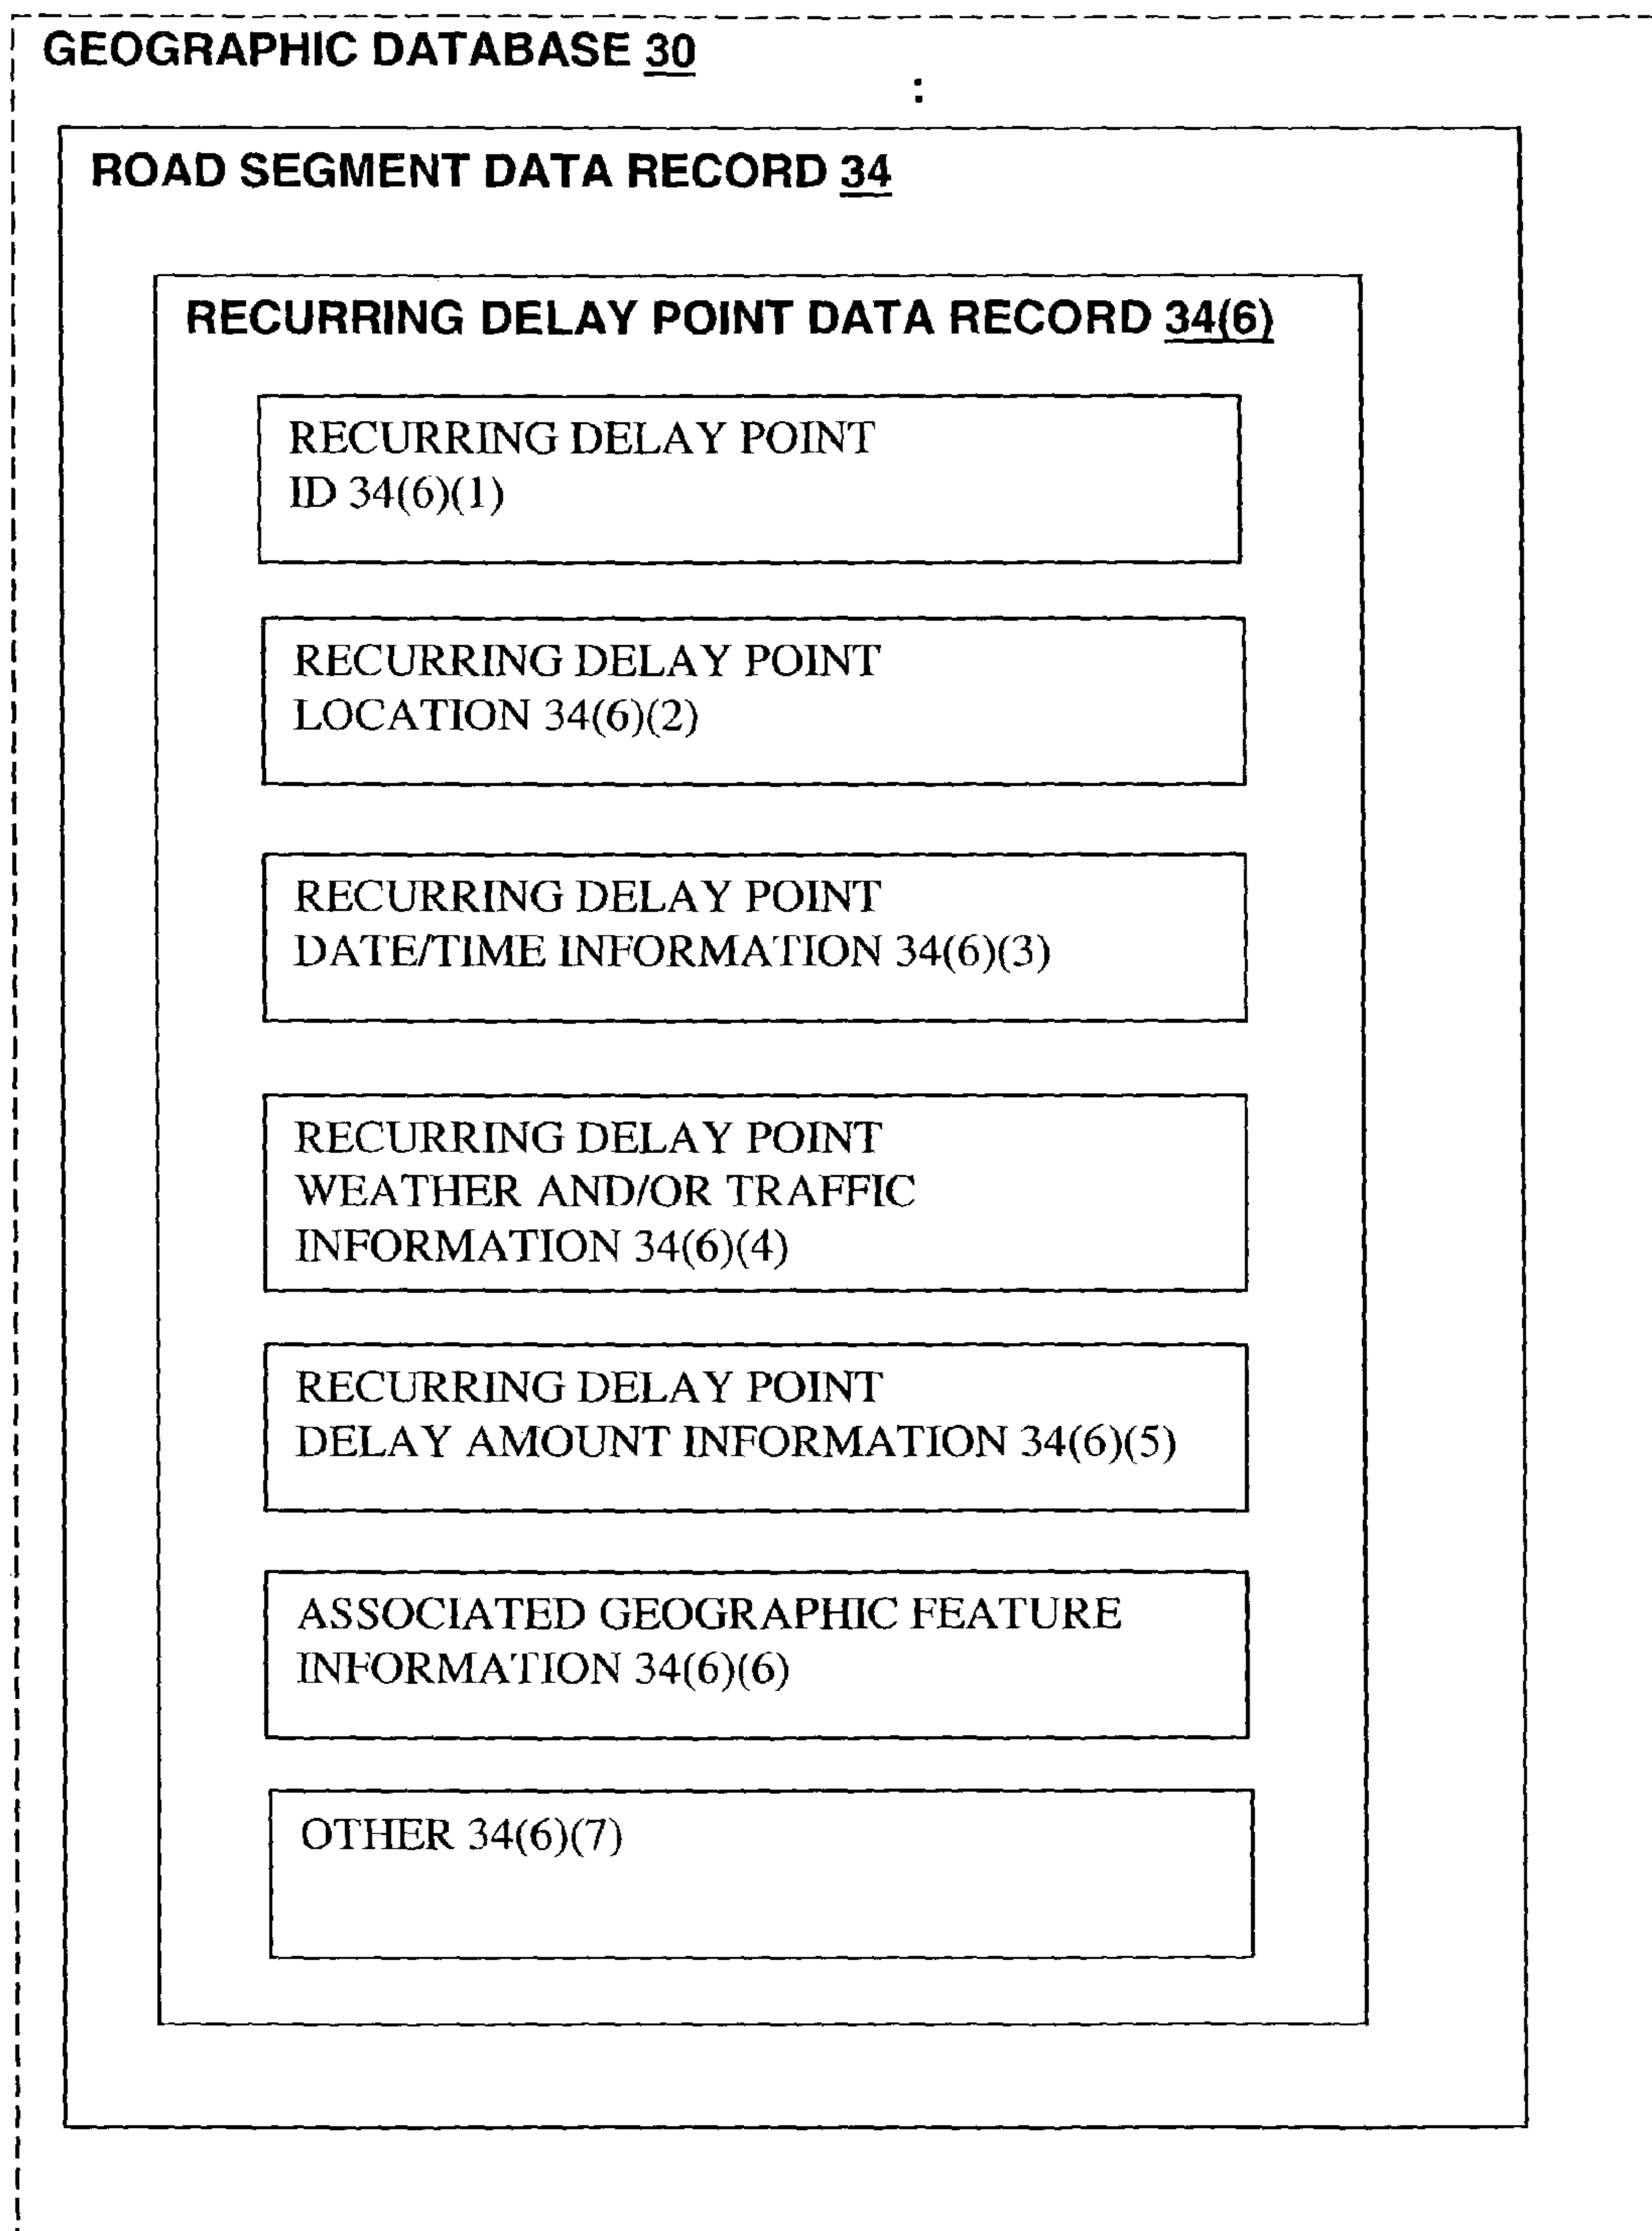 GEOGRAPHIC DATABASE 30
:
ROAD SEGMENT DATA RECORD 34
RECURRING DELAY POINT DATA RECORD 34(6)
RECURRING DELAY POINT
ID 34(6)(1)
RECURRING DELAY POINT
LOCATION 34(6)(2)
RECURRING DELAY POINT
DATE/TIME INFORMATION 34(6)(3)
RECURRING DELAY POINT
WEATHER AND/OR TRAFFIC
INFORMATION 34(6)(4)
RECURRING DELAY POINT
DELAY AMOUNT INFORMATION 34(6)(5)
ASSOCIATED GEOGRAPHIC FEATURE
INFORMATION 34(6)(6)
OTHER 34(6)(7)